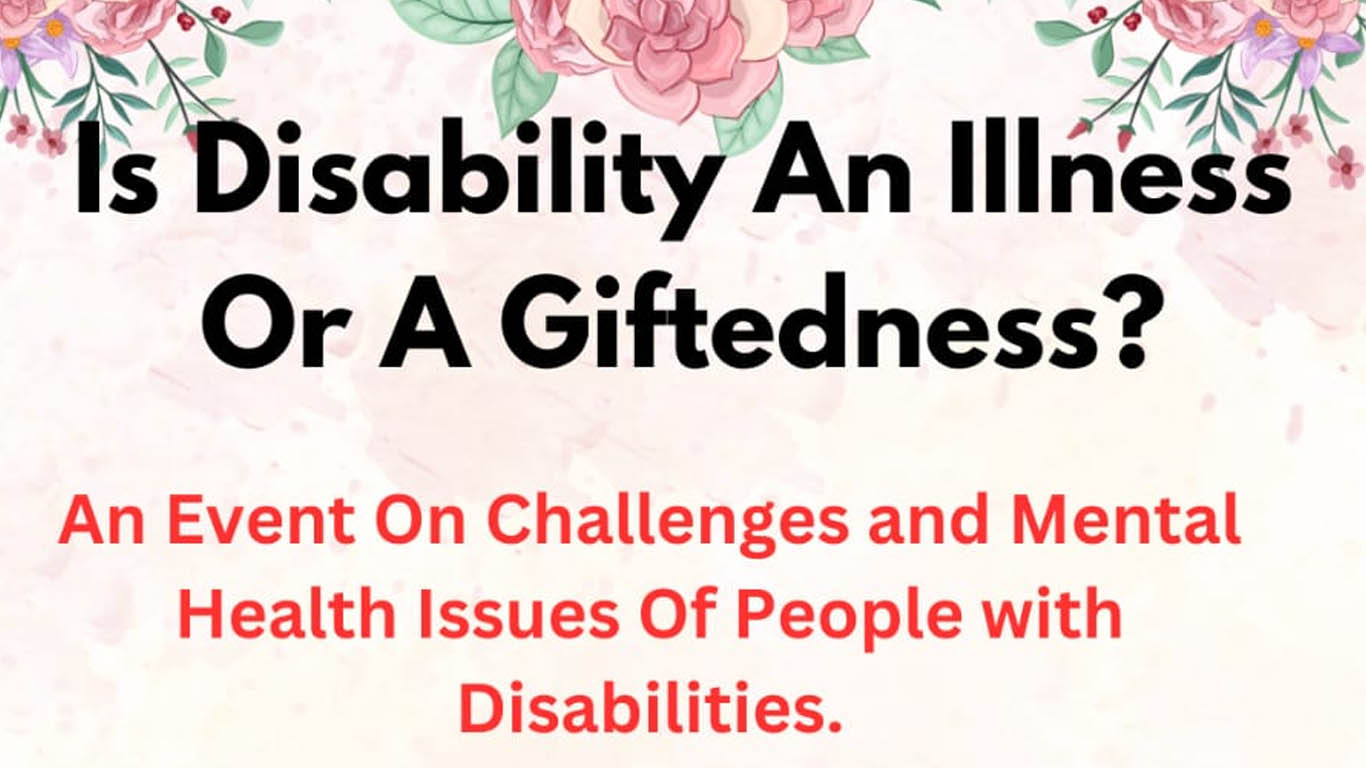 Is Disability An Illness
Or A Giftedness?
An Event On Challenges and Mental
Health Issues Of People with
Disabilities.